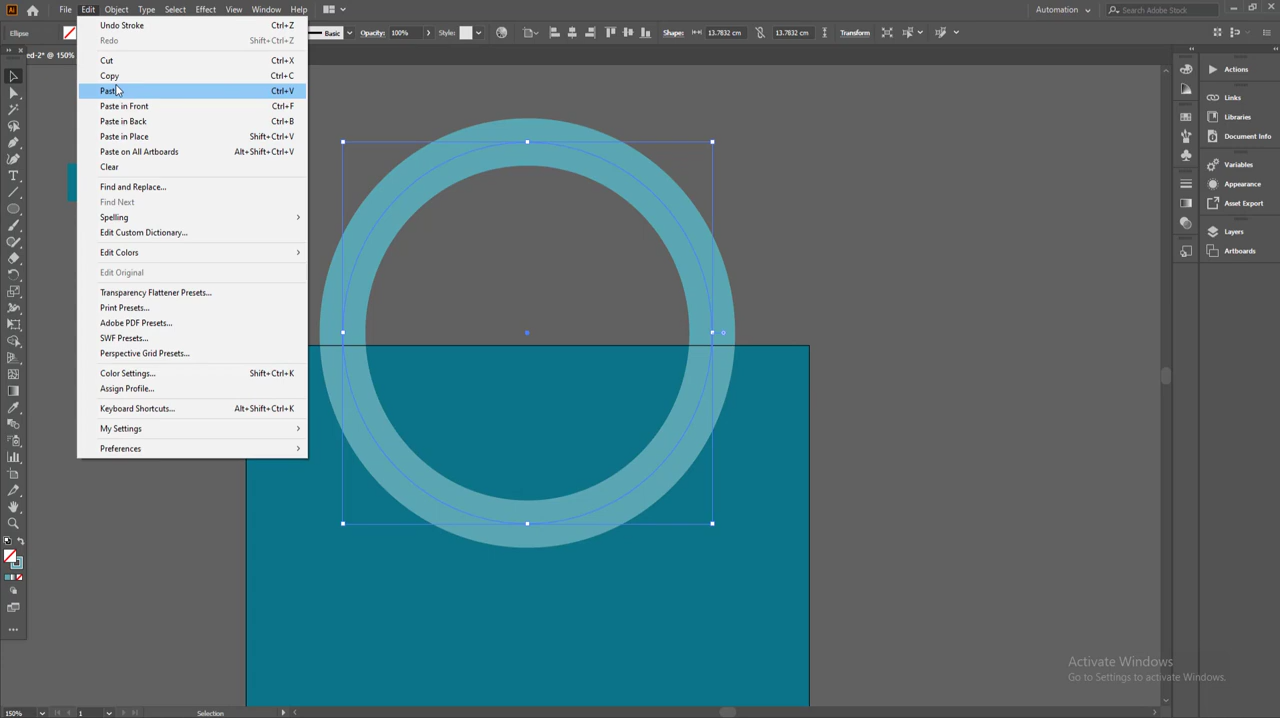 Ai File Edit Object Type Select Effect View Window Help Automation Search Adobe Stock
Ellipse Basic Opacity: 100% Style: Shape: 13.7832 cm 13.7832 cm Transform
ed-2* @ 150%
Undo Stroke Ctrl+Z
Redo Shift+Ctrl+Z
Cut Ctrl+X
Copy Ctrl+C
Paste Ctrl+V
Paste in Front Ctrl+F
Paste in Back Ctrl+B
Paste in Place Shift+Ctrl+V
Paste on All Artboards Alt+Shift+Ctrl+V
Clear
Find and Replace...
Find Next
Spelling
Edit Custom Dictionary...
Edit Colors
Edit Original
Transparency Flattener Presets...
Print Presets...
Adobe PDF Presets...
SWF Presets...
Perspective Grid Presets...
Color Settings... Shift+Ctrl+K
Assign Profile...
Keyboard Shortcuts... Alt+Shift+Ctrl+K
My Settings
Preferences
Actions
Links
Libraries
Document Info
Variables
Appearance
Asset Export
Layers
Artboards
Activate Windows
Go to Settings to activate Windows.
150% 1 Selection